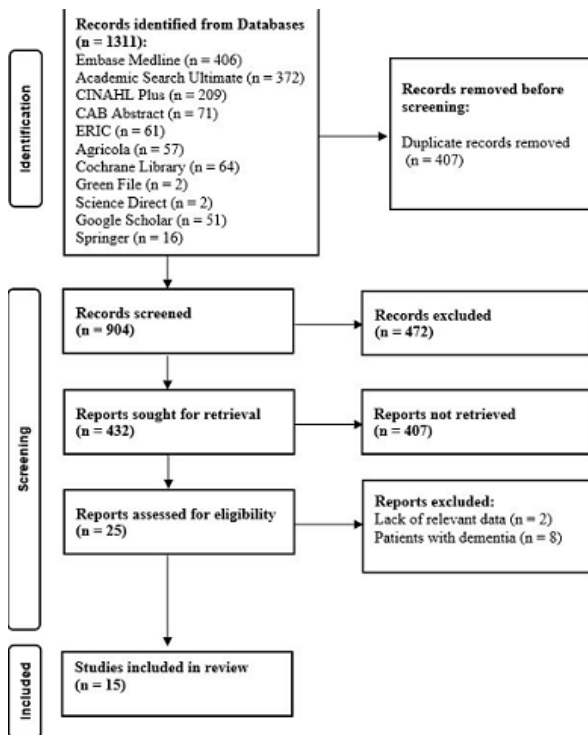 Identification
Records identified from Databases
(n = 1311):
Embase Medline (n = 406)
Academic Search Ultimate (n = 372)
CINAHL Plus (n = 209)
CAB Abstract (n = 71)
ERIC (n = 61)
Agricola (n = 57)
Cochrane Library (n = 64)
Green File (n = 2)
Science Direct (n = 2)
Google Scholar (n = 51)
Springer (n = 16)
Records removed before
screening:
Duplicate records removed
(n = 407)
Screening
Records screened
(n = 904)
Records excluded
(n = 472)
Reports sought for retrieval
(n = 432)
Reports not retrieved
(n = 407)
Reports assessed for eligibility
(n = 25)
Reports excluded:
Lack of relevant data (n = 2)
Patients with dementia (n = 8)
Included
Studies included in review
(n = 15)